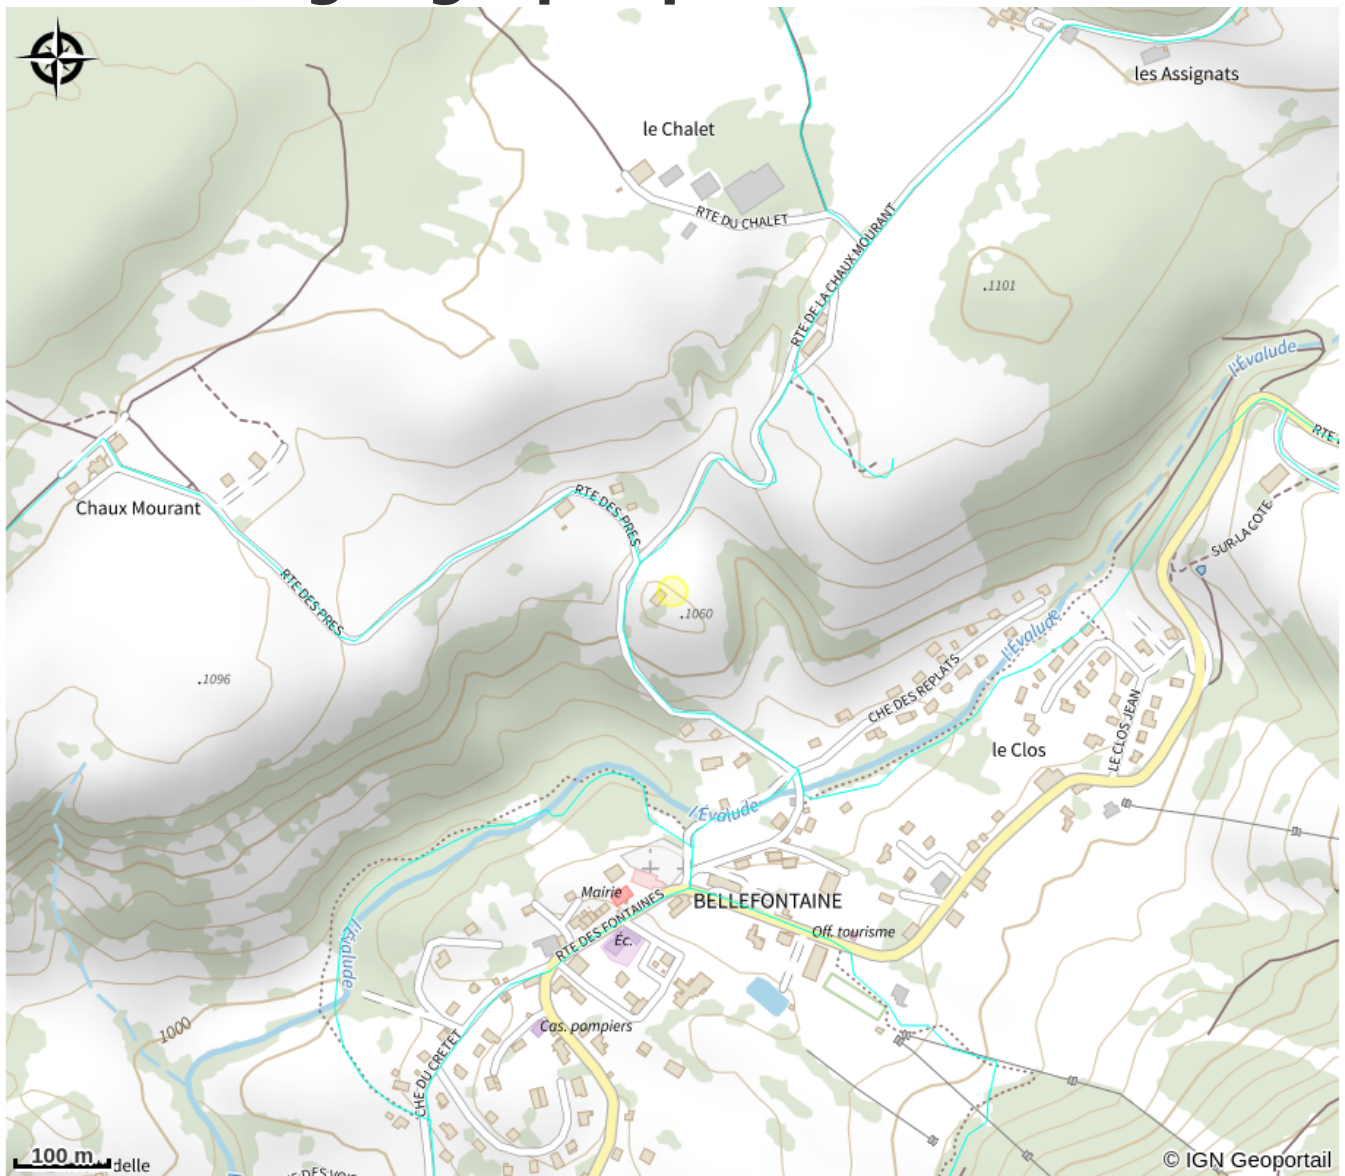 les Assignats
le Chalet
RTE DU CHALET
RTE DE LA CHAUX MOURANT
.1101
l'Évalude
RTE
Chaux Mourant
RTE DES PRES
SUR-LA COTE
RTE DES PRES
.1060
l'Évalude
.1096
CHE DES REPLATS
LE CLOS JEAN
le Clos
l'Évalude
Mairie
BELLEFONTAINE
RTE DES FONTAINES
Off. tourisme
Éc.
l'Évalude
1000
Cas. pompiers
CHE DU CRETET
100 m
delle
© IGN Geoportail